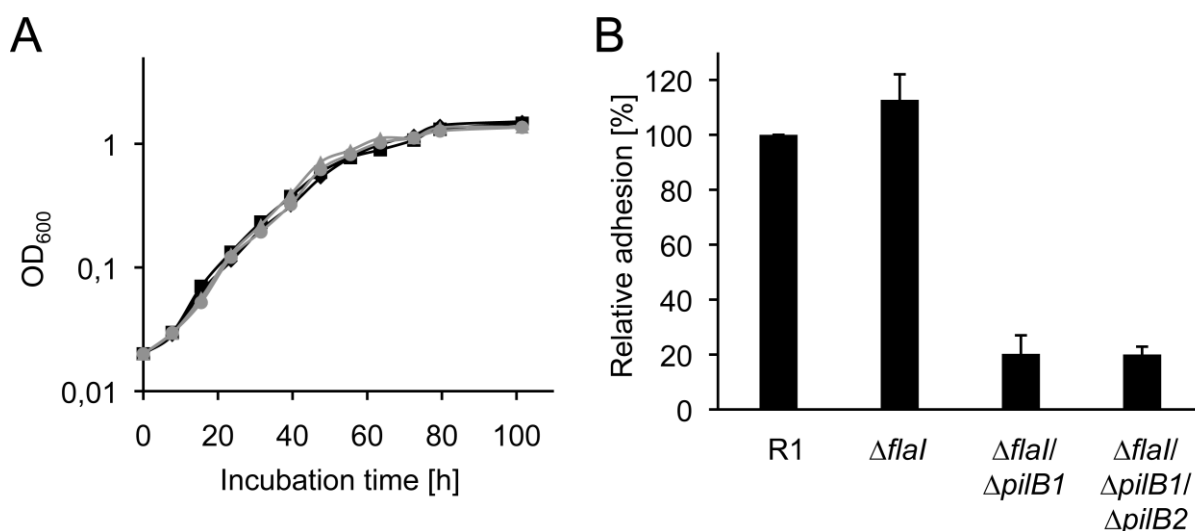 A
OD600
1
0,1
0,01
0 20 40 60 80 100
Incubation time [h]
B
Relative adhesion [%]
120
100
80
60
40
20
0
R1
ΔflaI
ΔflaI/
ΔpilB1
ΔflaI/
ΔpilB1/
ΔpilB2